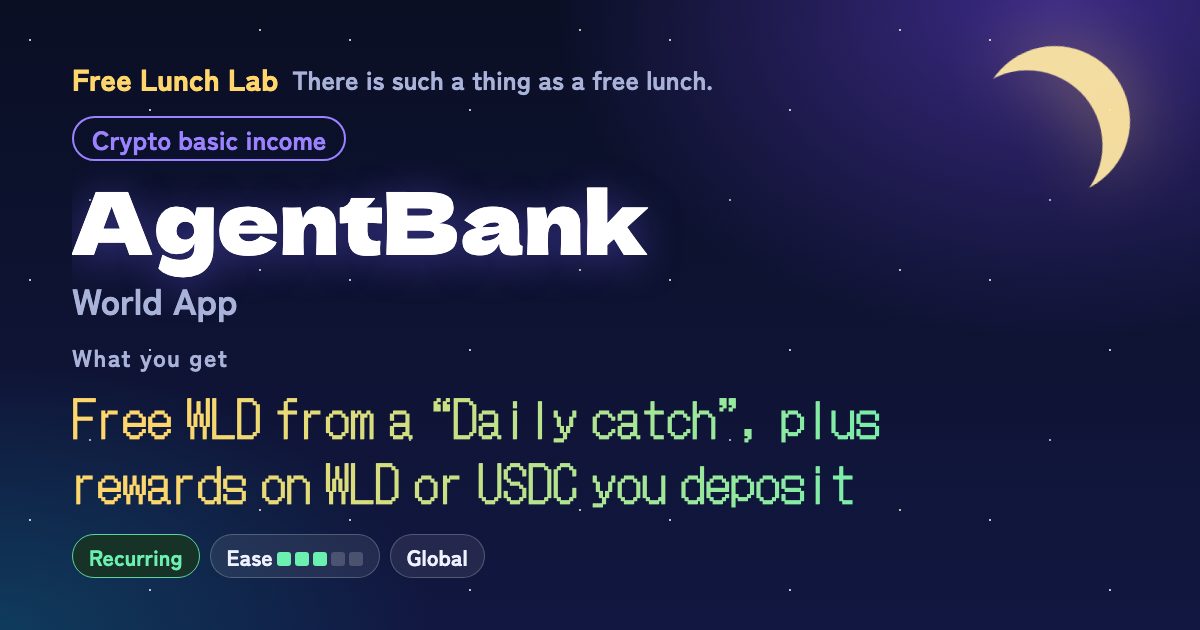 Free Lunch Lab There is such a thing as a free lunch.
Crypto basic income
AgentBank
World App
What you get
Free WLD from a “Daily catch”, plus
rewards on WLD or USDC you deposit
Recurring Ease Global